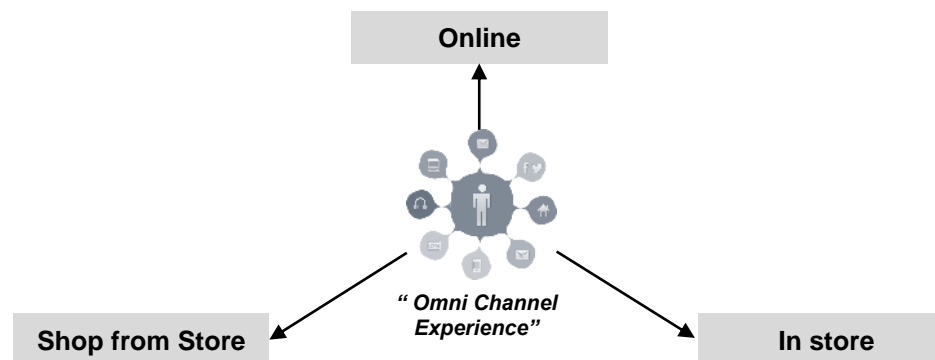 Online
“ Omni Channel
Experience”
Shop from Store
In store